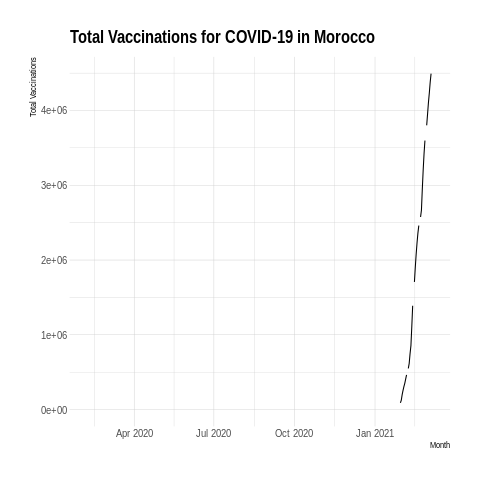 Total Vaccinations for COVID-19 in Morocco
Total Vaccinations
4e+06
3e+06
2e+06
1e+06
0e+00
Apr 2020 Jul 2020 Oct 2020 Jan 2021
Month